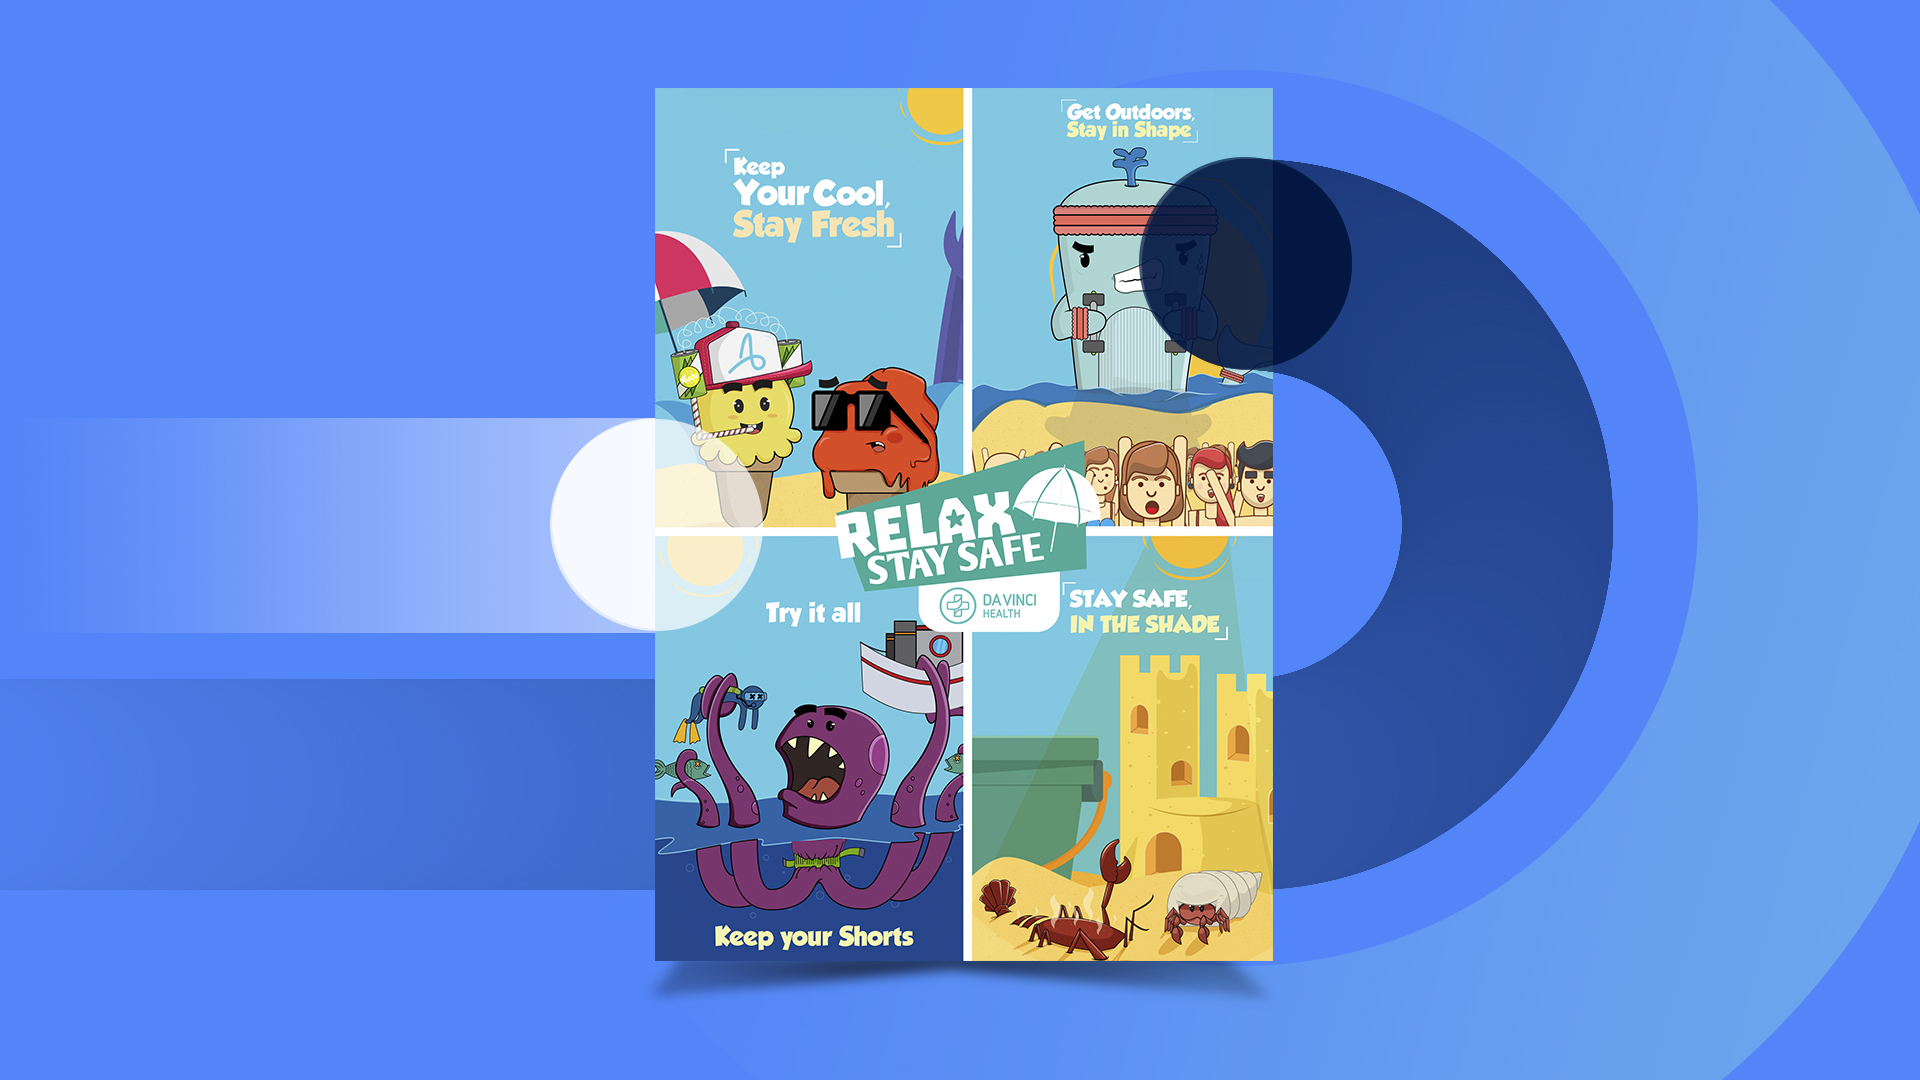 Keep
Your Cool,
Stay Fresh
Get Outdoors,
Stay in Shape
RELAX
STAY SAFE
DA VINCI
HEALTH
Try it all
Keep your Shorts
STAY SAFE,
IN THE SHADE